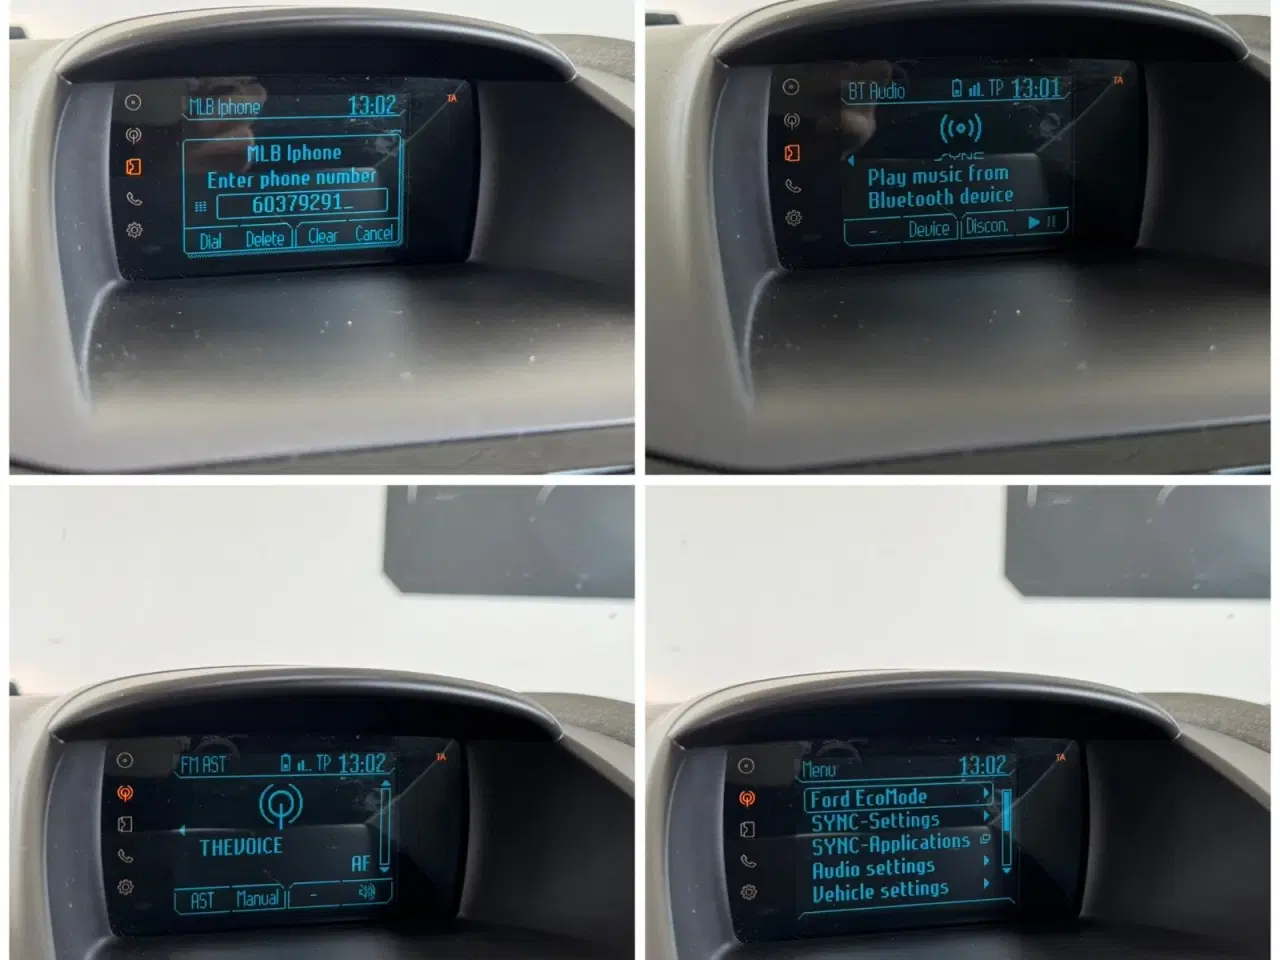 MLB Iphone 13:02
TA
MLB Iphone
Enter phone number
60379291_
Dial Delete Clear Cancel
BT Audio TP 13:01
TA
SYNC
Play music from
Bluetooth device
- Device Discon.
FM AST TP 13:02
TA
THEVOICE
AF
AST Manual -
Menu 13:02
TA
Ford EcoMode
SYNC-Settings
SYNC-Applications
Audio settings
Vehicle settings